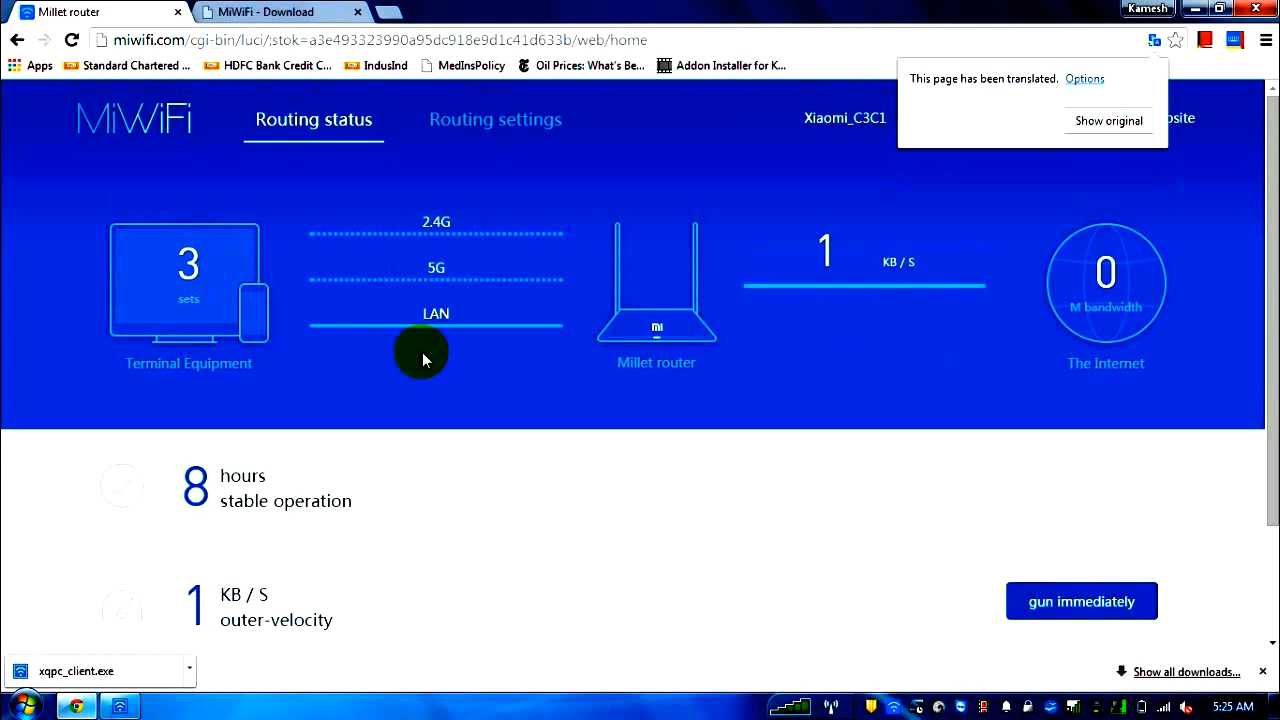 Millet router
MiWiFi - Download
Kamesh
miwifi.com/cgi-bin/luci/;stok=a3e493323990a95dc918e9d1c41d633b/web/home
Apps
Standard Chartered ...
HDFC Bank Credit C...
IndusInd
MedInsPolicy
Oil Prices: What's Be...
Addon Installer for K...
This page has been translated. Options
Show original
MiWiFi
Routing status
Routing settings
Xiaomi_C3C1
osite
3
sets
Terminal Equipment
2.4G
5G
LAN
mi
Millet router
1 KB / S
0
M bandwidth
The Internet
8 hours
stable operation
1 KB / S
outer-velocity
gun immediately
xqpc_client.exe
Show all downloads...
5:25 AM